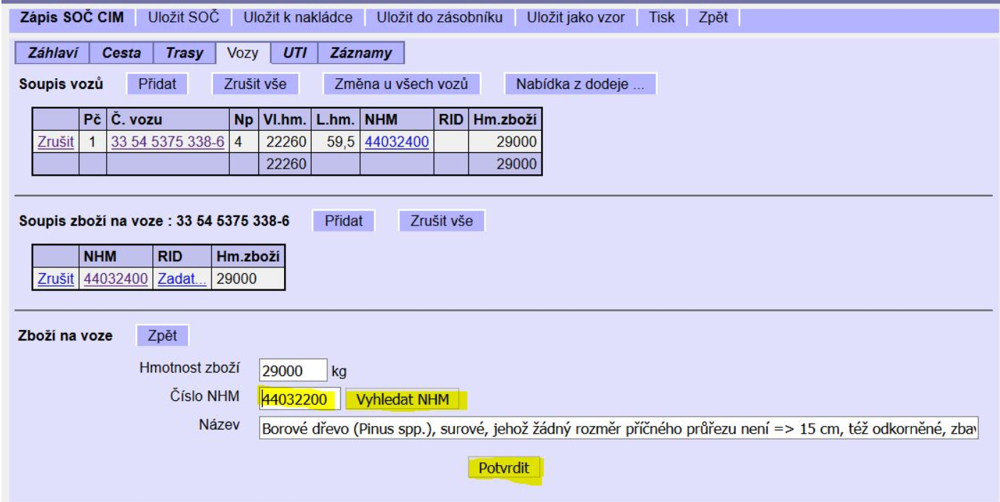 Zápis SOČ CIM Uložit SOČ Uložit k nakládce Uložit do zásobníku Uložit jako vzor Tisk Zpět
Záhlaví Cesta Trasy Vozy UTI Záznamy
Soupis vozů Přidat Zrušit vše Změna u všech vozů Nabídka z dodeje ...
Pč Č. vozu Np Vl.hm. L.hm. NHM RID Hm.zboží
Zrušit 1 33 54 5375 338-6 4 22260 59,5 44032400 29000
22260 29000
Soupis zboží na voze : 33 54 5375 338-6 Přidat Zrušit vše
NHM RID Hm.zboží
Zrušit 44032400 Zadat... 29000
Zboží na voze Zpět
Hmotnost zboží 29000 kg
Číslo NHM 44032200 Vyhledat NHM
Název Borové dřevo (Pinus spp.), surové, jehož žádný rozměr příčného průřezu není => 15 cm, též odkorněné, zba
Potvrdit